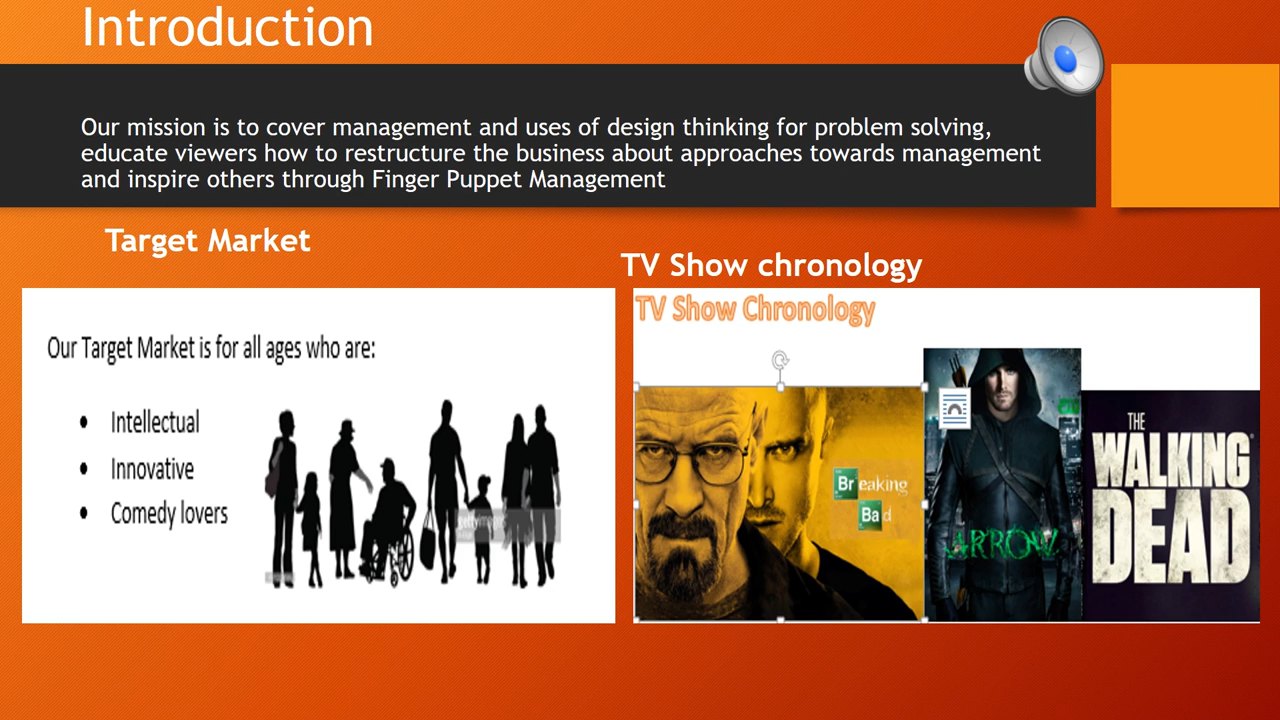 Introduction
Our mission is to cover management and uses of design thinking for problem solving,
educate viewers how to restructure the business about approaches towards management
and inspire others through Finger Puppet Management
Target Market
TV Show chronology
Our Target Market is for all ages who are:
• Intellectual
• Innovative
• Comedy lovers
gettyimages
TV Show Chronology
Breaking
Bad
ARROW
THE
WALKING
DEAD